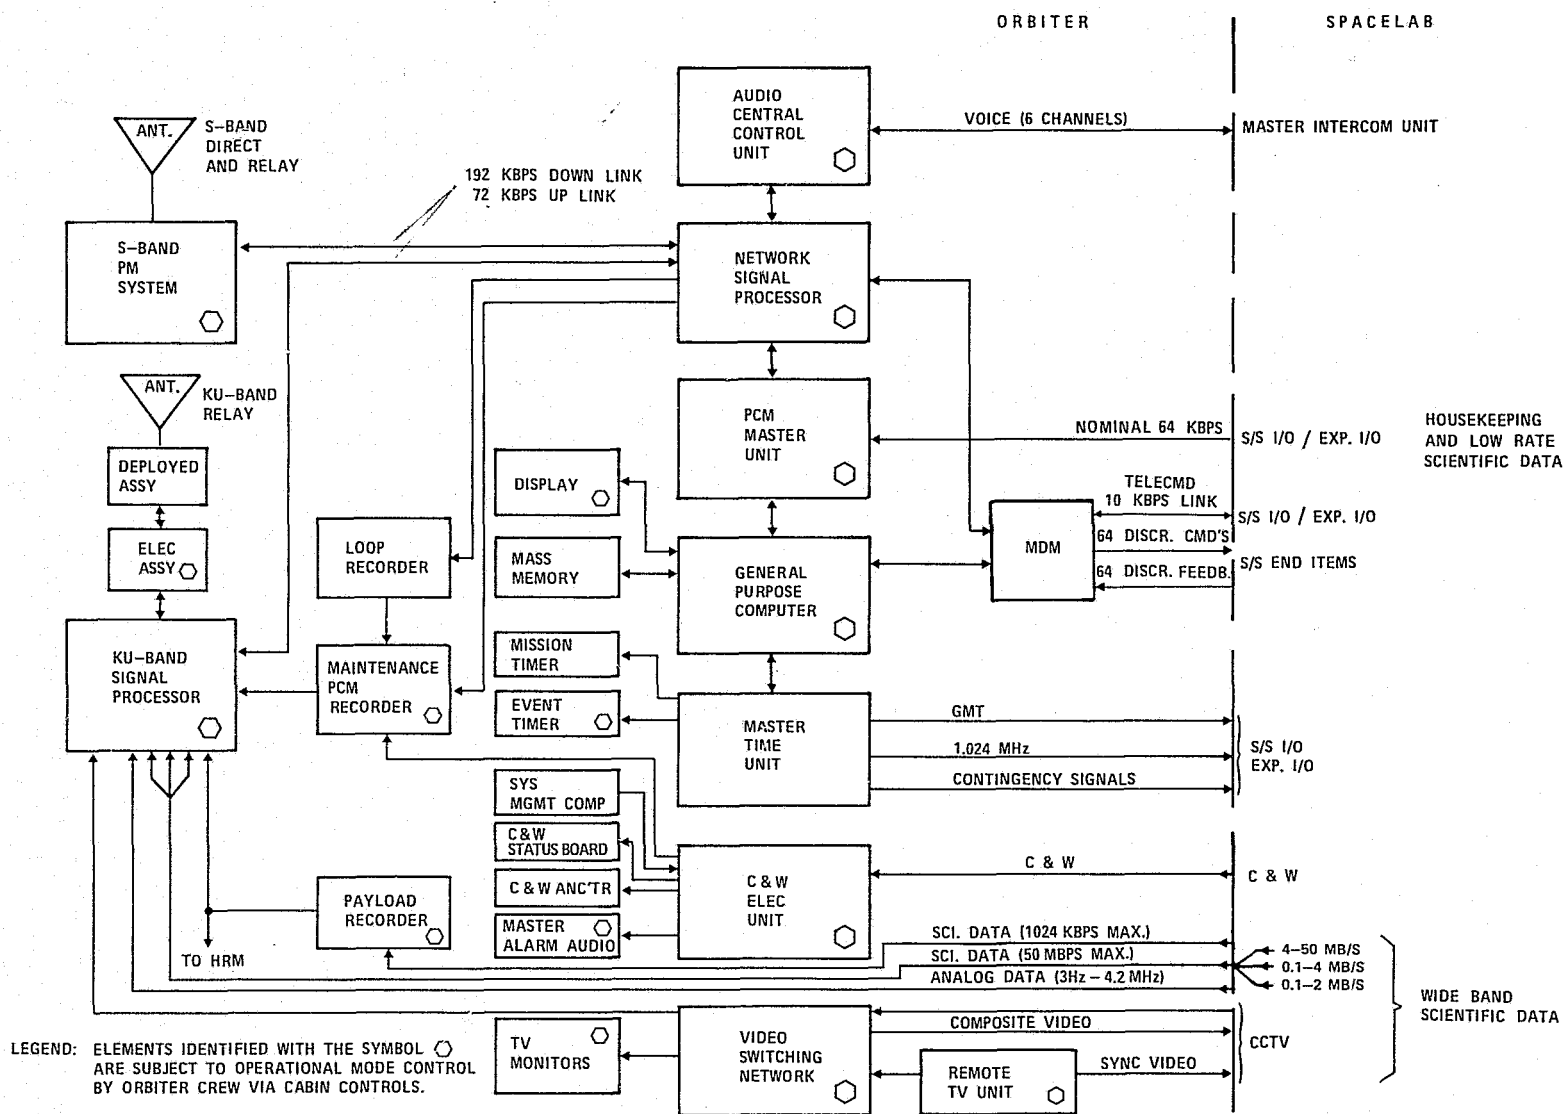 ORBITER
SPACELAB
AUDIO
CENTRAL
CONTROL
UNIT
VOICE (6 CHANNELS)
MASTER INTERCOM UNIT
ANT.
S-BAND
DIRECT
AND RELAY
192 KBPS DOWN LINK
72 KBPS UP LINK
S-BAND
PM
SYSTEM
NETWORK
SIGNAL
PROCESSOR
ANT.
KU-BAND
RELAY
PCM
MASTER
UNIT
NOMINAL 64 KBPS
S/S I/O / EXP. I/O
HOUSEKEEPING
AND LOW RATE
SCIENTIFIC DATA
DEPLOYED
ASSY
DISPLAY
TELECMD
10 KBPS LINK
S/S I/O / EXP. I/O
ELEC
ASSY
LOOP
RECORDER
MASS
MEMORY
GENERAL
PURPOSE
COMPUTER
MDM
64 DISCR. CMD'S
S/S END ITEMS
64 DISCR. FEEDB.
KU-BAND
SIGNAL
PROCESSOR
MAINTENANCE
PCM
RECORDER
MISSION
TIMER
EVENT
TIMER
MASTER
TIME
UNIT
GMT
1.024 MHz
CONTINGENCY SIGNALS
S/S I/O
EXP. I/O
SYS
MGMT COMP
C & W
STATUS BOARD
C & W ANC'TR
MASTER
ALARM AUDIO
C & W
ELEC
UNIT
C & W
C & W
PAYLOAD
RECORDER
TO HRM
SCI. DATA (1024 KBPS MAX.)
SCI. DATA (50 MBPS MAX.)
ANALOG DATA (3Hz – 4.2 MHz)
4–50 MB/S
0.1–4 MB/S
0.1–2 MB/S
WIDE BAND
SCIENTIFIC DATA
TV
MONITORS
VIDEO
SWITCHING
NETWORK
COMPOSITE VIDEO
CCTV
REMOTE
TV UNIT
SYNC VIDEO
LEGEND: ELEMENTS IDENTIFIED WITH THE SYMBOL
ARE SUBJECT TO OPERATIONAL MODE CONTROL
BY ORBITER CREW VIA CABIN CONTROLS.